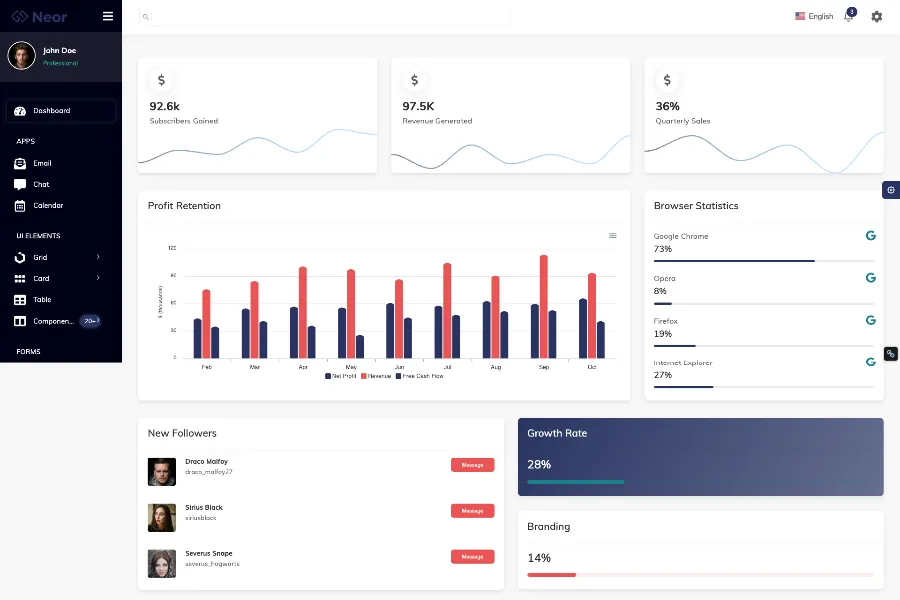 Neor
English
3
John Doe
Professional
Dashboard
APPS
Email
Chat
Calendar
UI ELEMENTS
Grid
Card
Table
Componen... 20+
FORMS
$
92.6k
Subscribers Gained
$
97.5K
Revenue Generated
$
36%
Quarterly Sales
Profit Retention
120
90
60
30
0
$ (thousands)
Feb Mar Apr May Jun Jul Aug Sep Oct
Net Profit Revenue Free Cash Flow
Browser Statistics
Google Chrome
73%
Opera
8%
Firefox
19%
Internet Explorer
27%
New Followers
Draco Malfoy
draco_malfoy27
Message
Sirius Black
siriusblack
Message
Severus Snape
severus_hogwarts
Message
Growth Rate
28%
Branding
14%